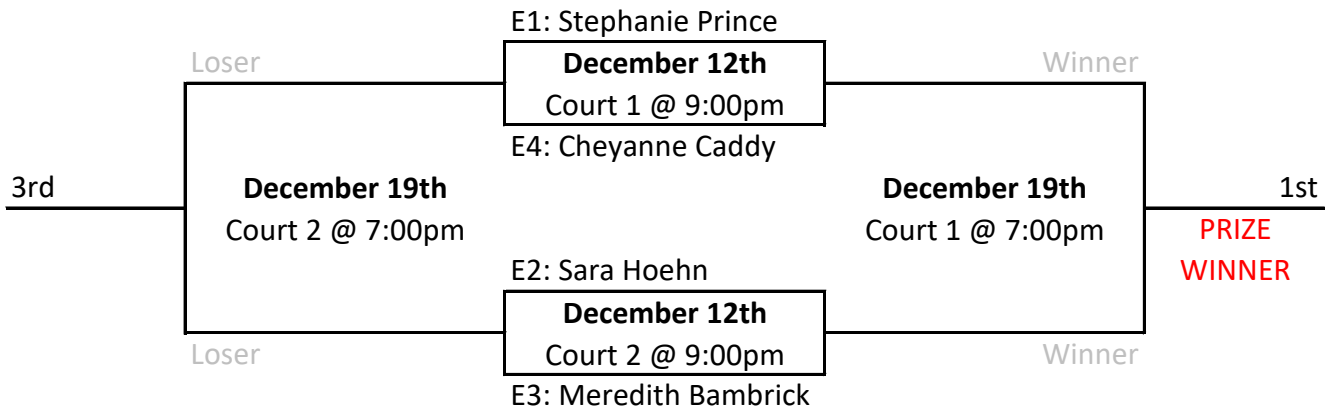 E1: Stephanie Prince
Loser
December 12th
Winner
Court 1 @ 9:00pm
E4: Cheyanne Caddy
3rd
December 19th
December 19th
1st
Court 2 @ 7:00pm
Court 1 @ 7:00pm
PRIZE
WINNER
E2: Sara Hoehn
December 12th
Loser
Court 2 @ 9:00pm
Winner
E3: Meredith Bambrick